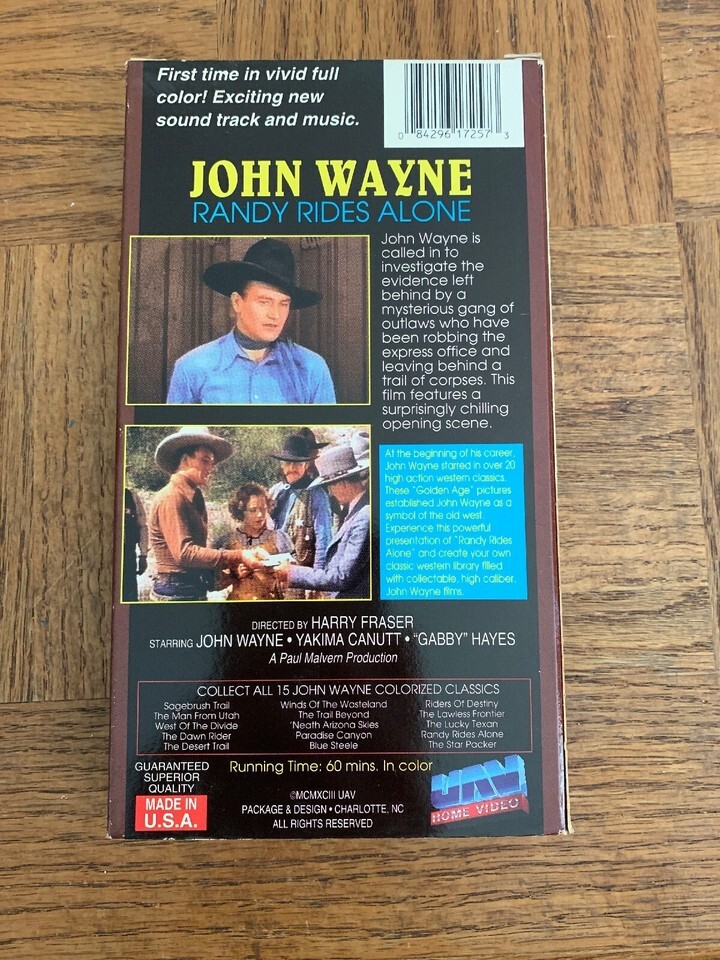 First time in vivid full
color! Exciting new
sound track and music.
0 84296 17257 3
JOHN WAYNE
RANDY RIDES ALONE
John Wayne is
called in to
investigate the
evidence left
behind by a
mysterious gang of
outlaws who have
been robbing the
express office and
leaving behind a
trail of corpses. This
film features a
surprisingly chilling
opening scene.
At the beginning of his career,
John Wayne starred in over 20
high action western classics.
These "Golden Age" pictures
established John Wayne as a
symbol of the old west.
Experience this powerful
presentation of "Randy Rides
Alone" and create your own
classic western library filled
with collectable, high caliber,
John Wayne films.
DIRECTED BY HARRY FRASER
STARRING JOHN WAYNE • YAKIMA CANUTT • "GABBY" HAYES
A Paul Malvern Production
COLLECT ALL 15 JOHN WAYNE COLORIZED CLASSICS
Sagebrush Trail
The Man From Utah
West Of The Divide
The Dawn Rider
The Desert Trail
Winds Of The Wasteland
The Trail Beyond
'Neath Arizona Skies
Paradise Canyon
Blue Steele
Riders Of Destiny
The Lawless Frontier
The Lucky Texan
Randy Rides Alone
The Star Packer
GUARANTEED
SUPERIOR
QUALITY
MADE IN
U.S.A.
Running Time: 60 mins. In color
©MCMXCIII UAV
PACKAGE & DESIGN • CHARLOTTE, NC
ALL RIGHTS RESERVED
UAV
HOME VIDEO